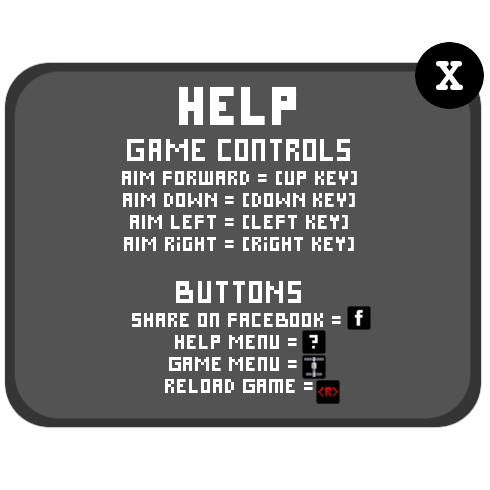 X
HELP
GAME CONTROLS
AIM FORWARD = [UP KEY]
AIM DOWN = [DOWN KEY]
AIM LEFT = [LEFT KEY]
AIM RiGHT = [RiGHT KEY]
BUTTONS
SHARE ON FACEBOOK = f
HELP MENU = ?
GAME MENU =
RELOAD GAME = <R>